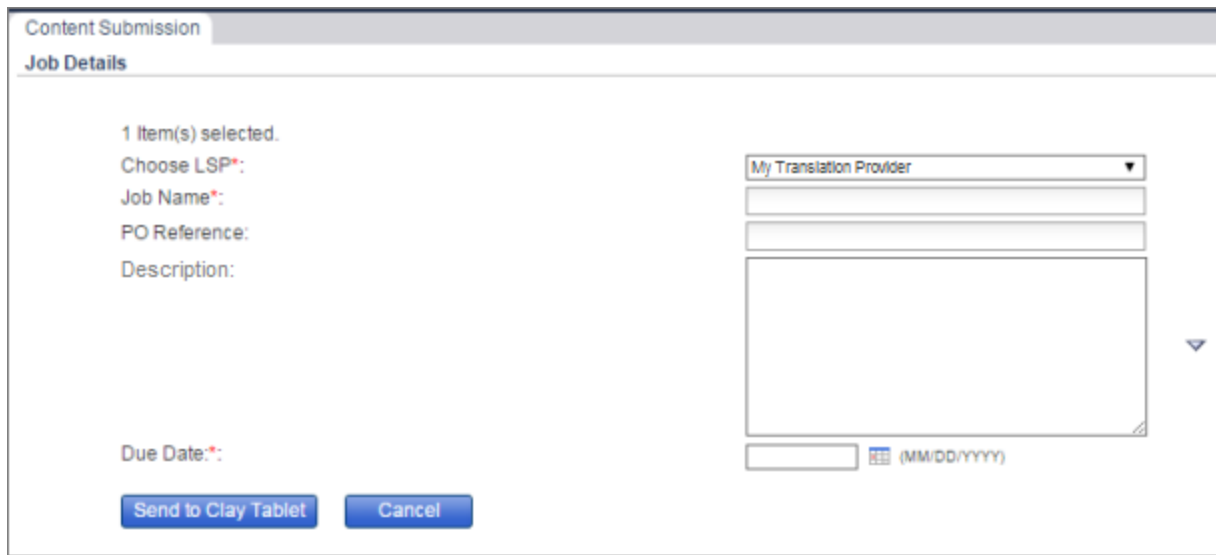 Content Submission
Job Details
1 Item(s) selected.
Choose LSP*: My Translation Provider
Job Name*:
PO Reference:
Description:
Due Date:*: (MM/DD/YYYY)
Send to Clay Tablet Cancel